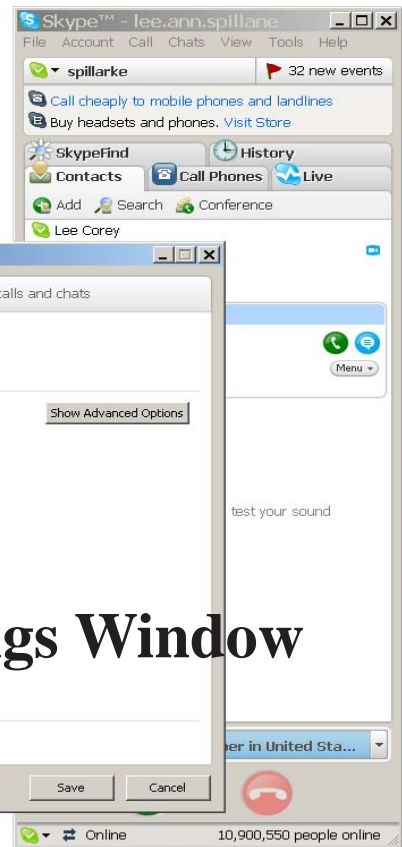 Skype™ - lee.ann.spillane
File Account Call Chats View Tools Help
spillarke 32 new events
Call cheaply to mobile phones and landlines
Buy headsets and phones. Visit Store
SkypeFind History
Contacts Call Phones Live
Add Search Conference
Lee Corey
calls and chats
Menu
Show Advanced Options
test your sound
Window
in United Sta...
Save Cancel
Online 10,900,550 people online